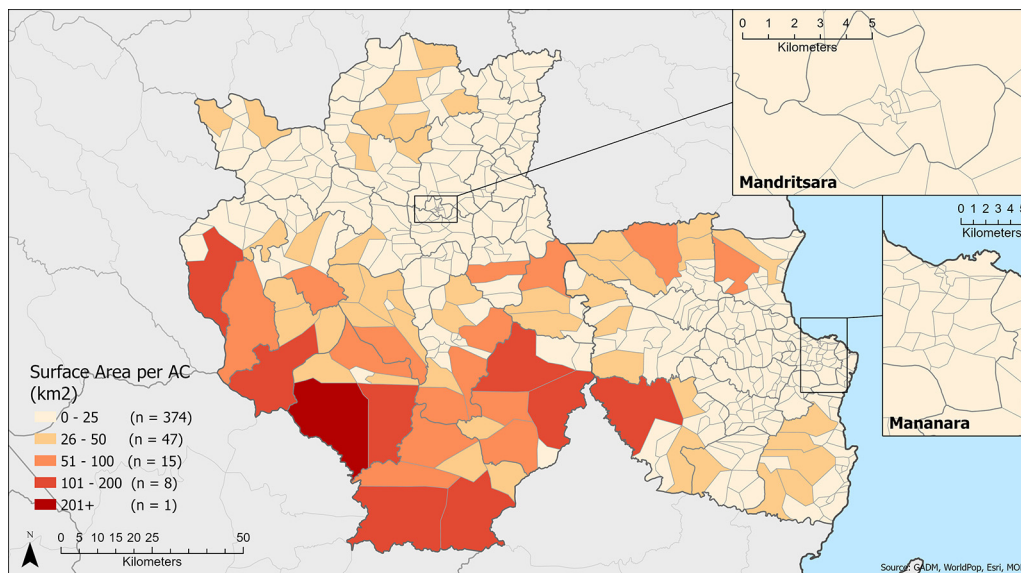 0 1 2 3 4 5
Kilometers
Mandritsara
0 1 2 3 4 5
Kilometers
Mananara
Surface Area per AC
(km2)
0 - 25 (n = 374)
26 - 50 (n = 47)
51 - 100 (n = 15)
101 - 200 (n = 8)
201+ (n = 1)
N
0 5 10 15 20 25 50
Kilometers
Source: GADM, WorldPop, Esri,